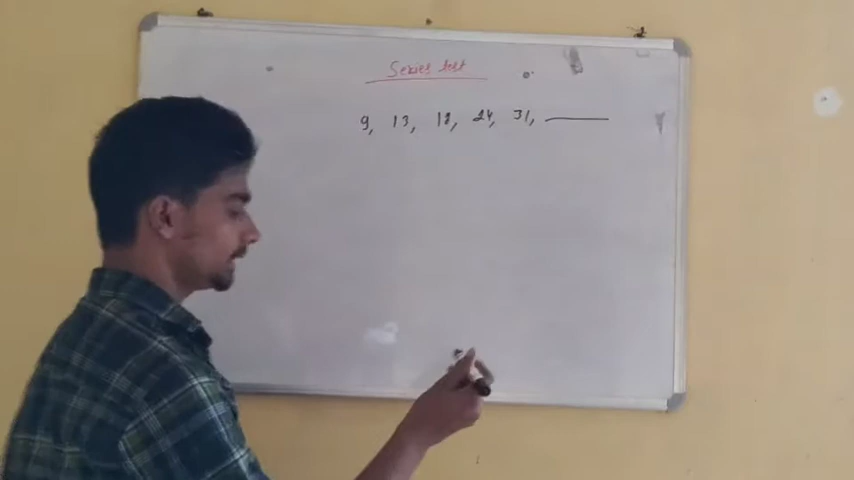 Series test
9, 13, 18, 24, 31, ______